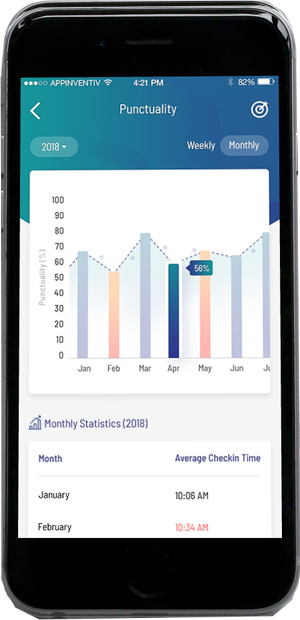 APPINVENTIV 4:21 PM 82%
Punctuality
2018 Weekly Monthly
100
90
80
70
60
50
40
30
20
10
0
Punctuality (%)
56%
Jan Feb Mar Apr May Jun Ju
Monthly Statistics (2018)
Month Average Checkin Time
January 10:06 AM
February 10:34 AM